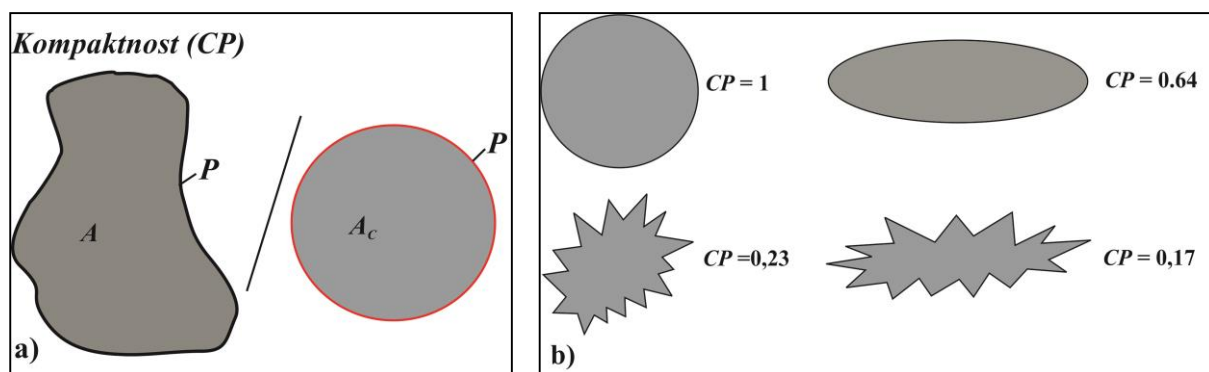 Kompaktnost (CP)
P
A
P
A_C
a)
CP = 1
CP = 0.64
CP =0,23
CP = 0,17
b)